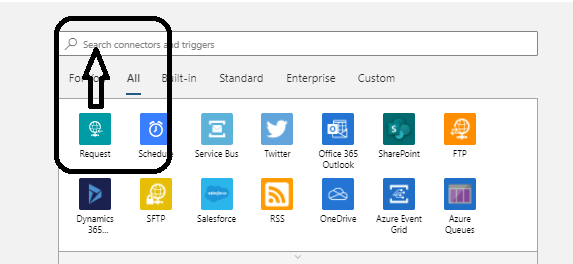 Search connectors and triggers
For You All Built-in Standard Enterprise Custom
Request Schedule Service Bus Twitter Office 365 Outlook SharePoint FTP
Dynamics 365... SFTP Salesforce RSS OneDrive Azure Event Grid Azure Queues